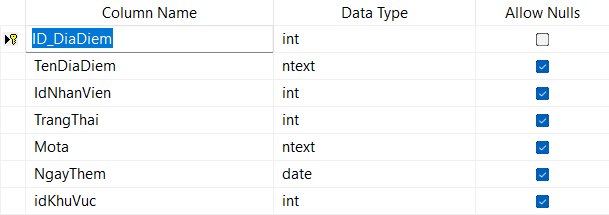 Column Name Data Type Allow Nulls
ID_DiaDiem int
TenDiaDiem ntext
IdNhanVien int
TrangThai int
Mota ntext
NgayThem date
idKhuVuc int